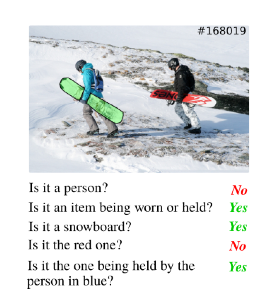 #168019
Is it a person? No
Is it an item being worn or held? Yes
Is it a snowboard? Yes
Is it the red one? No
Is it the one being held by the Yes
person in blue?